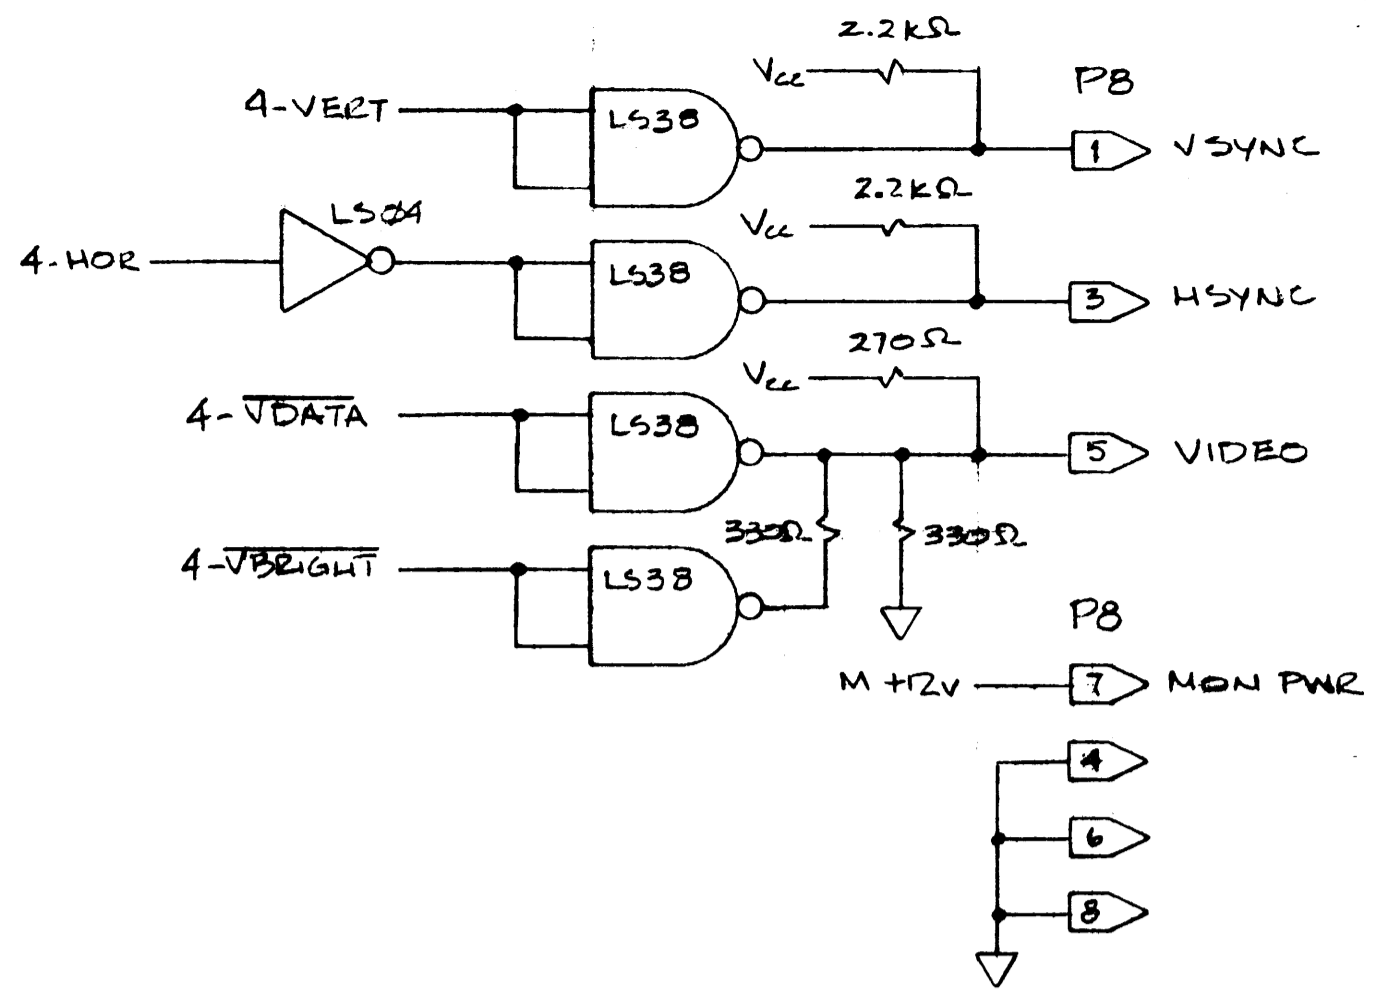 2.2KΩ
Vcc
P8
4-VERT
LS38
1
VSYNC
2.2KΩ
LS04
Vcc
4-HOR
LS38
3
HSYNC
270Ω
Vcc
4-VDATA
LS38
5
VIDEO
330Ω
330Ω
4-VBRIGHT
LS38
P8
M +12V
7
MON PWR
4
6
8